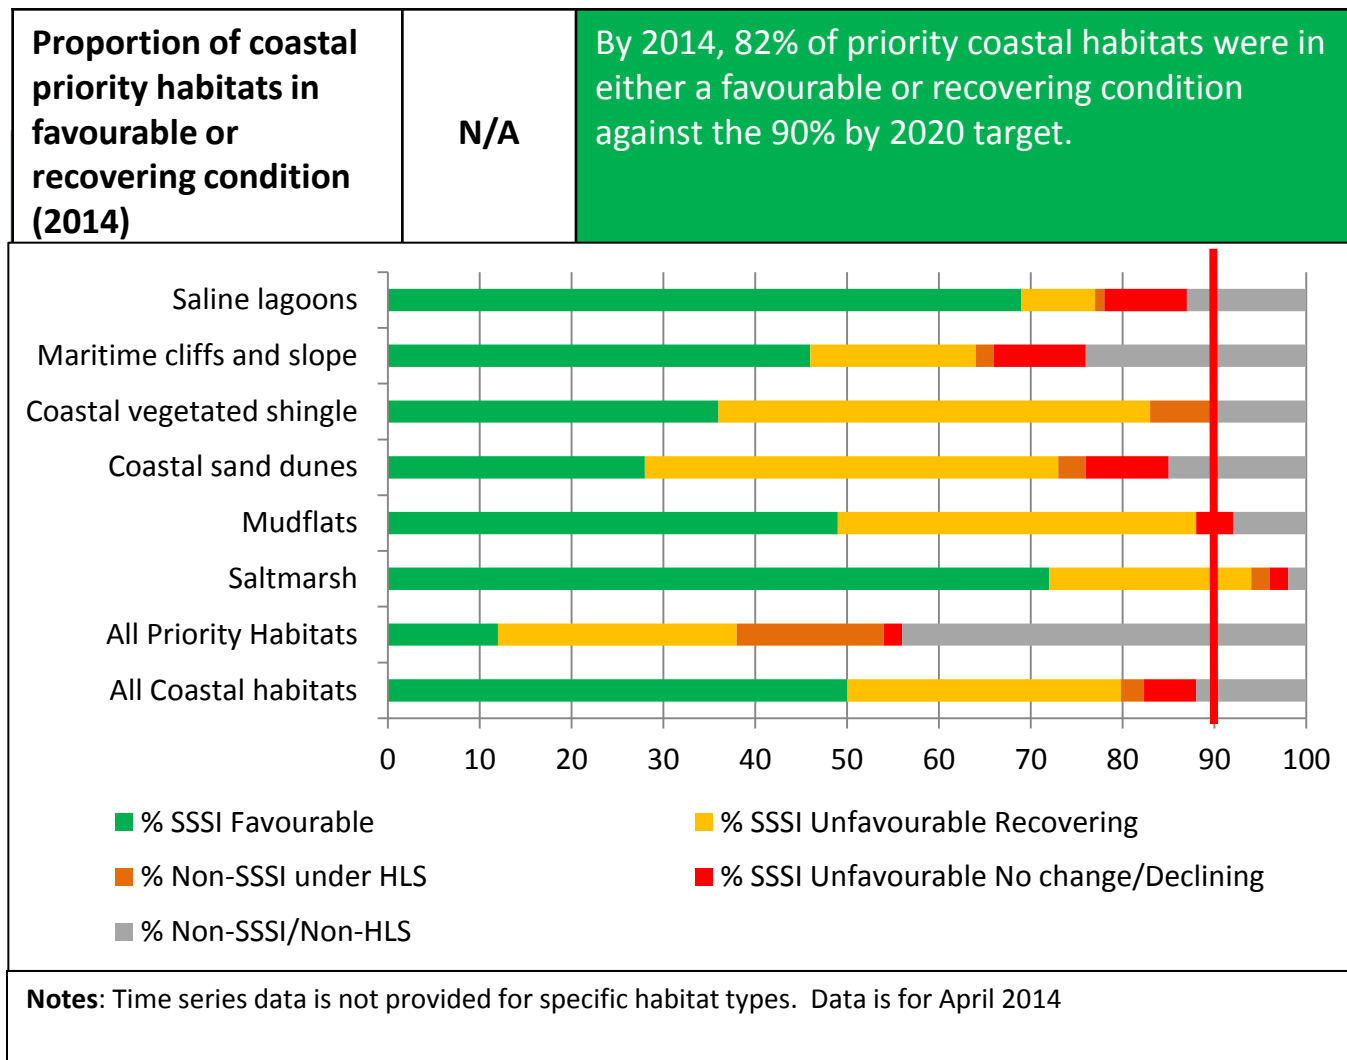 Proportion of coastal
priority habitats in
favourable or
recovering condition
(2014)
N/A
By 2014, 82% of priority coastal habitats were in
either a favourable or recovering condition
against the 90% by 2020 target.
Saline lagoons
Maritime cliffs and slope
Coastal vegetated shingle
Coastal sand dunes
Mudflats
Saltmarsh
All Priority Habitats
All Coastal habitats
0 10 20 30 40 50 60 70 80 90 100
% SSSI Favourable
% SSSI Unfavourable Recovering
% Non-SSSI under HLS
% SSSI Unfavourable No change/Declining
% Non-SSSI/Non-HLS
Notes: Time series data is not provided for specific habitat types. Data is for April 2014